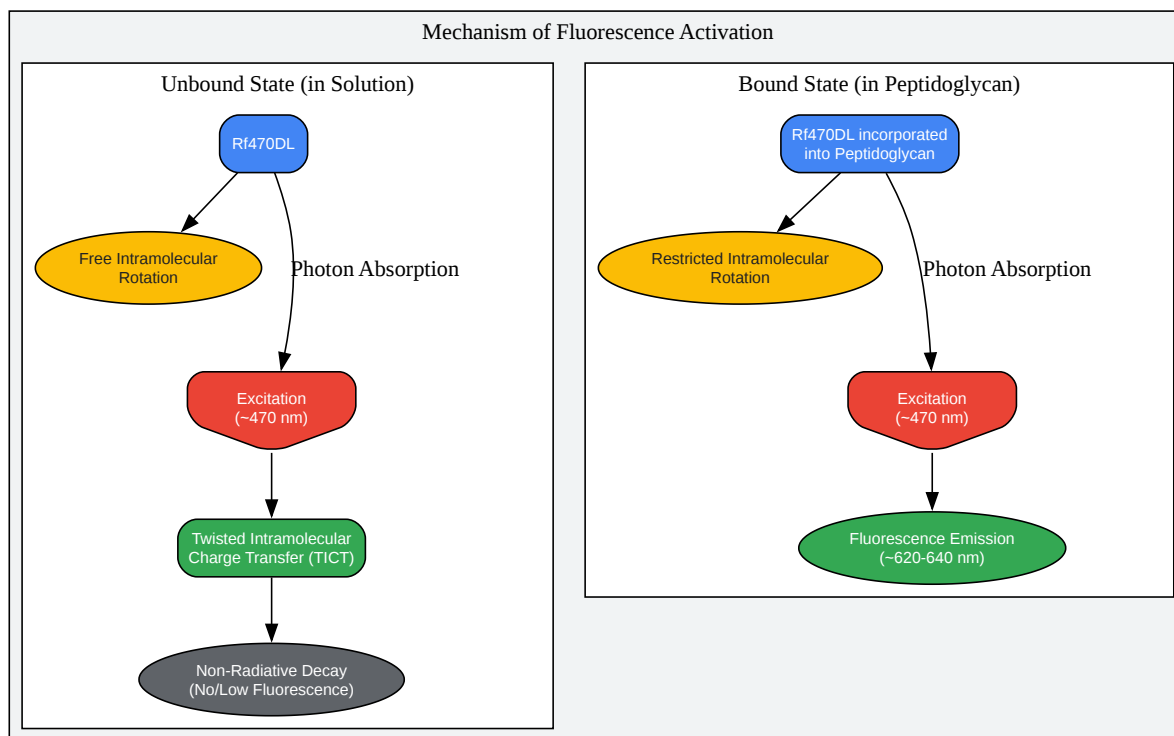 Mechanism of Fluorescence Activation
Unbound State (in Solution)
Rf470DL
Free Intramolecular
Rotation
Photon Absorption
Excitation
(~470 nm)
Twisted Intramolecular
Charge Transfer (TICT)
Non-Radiative Decay
(No/Low Fluorescence)
Bound State (in Peptidoglycan)
Rf470DL incorporated
into Peptidoglycan
Restricted Intramolecular
Rotation
Photon Absorption
Excitation
(~470 nm)
Fluorescence Emission
(~620-640 nm)